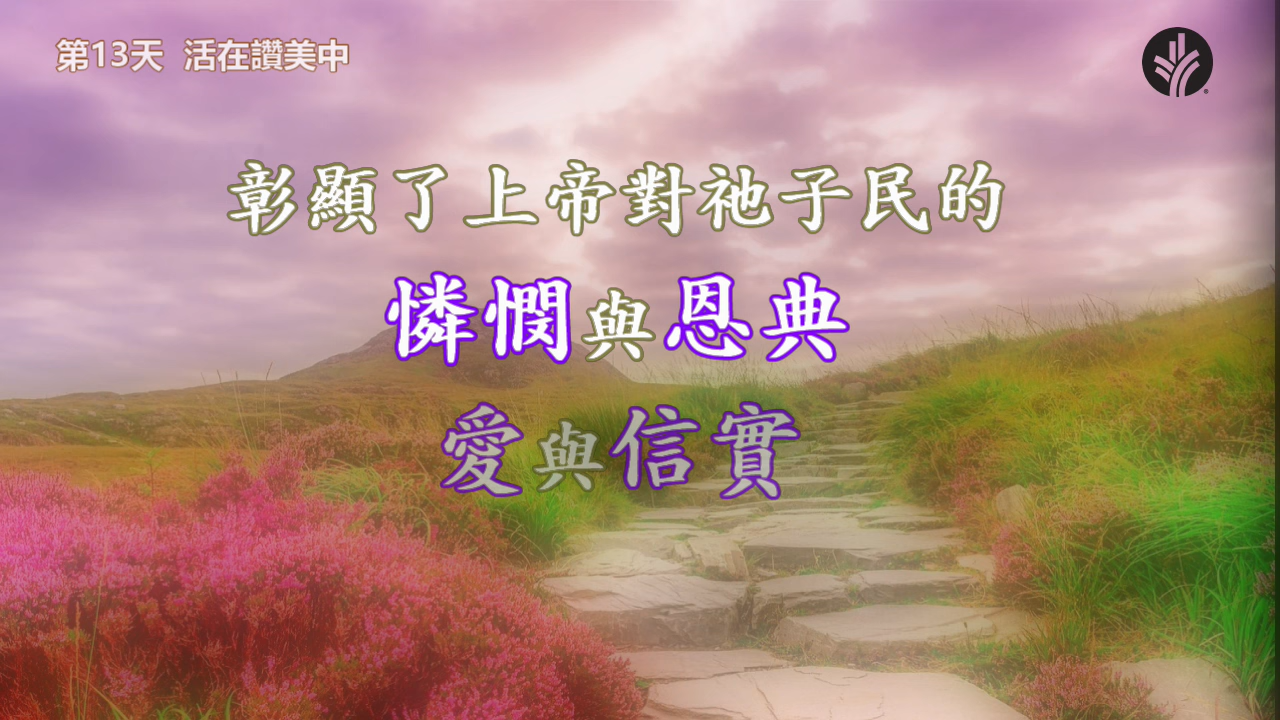 第13天 活在讚美中
彰顯了上帝對祂子民的
憐憫與恩典
愛與信實